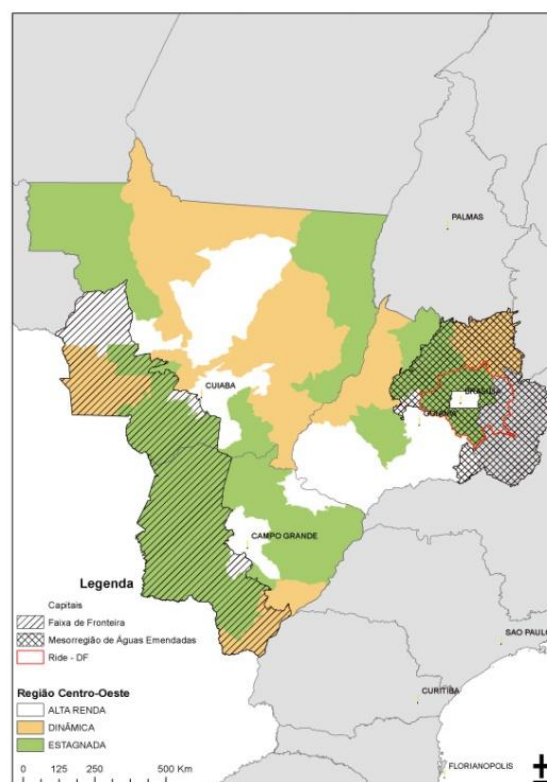 PALMAS
BRASILIA
GOIANIA
CUIABA
CAMPO GRANDE
SAO PAULO
CURITIBA
FLORIANOPOLIS
Legenda
Capitais
Faixa de Fronteira
Mesorregião de Águas Emendadas
Ride - DF
Região Centro-Oeste
ALTA RENDA
DINÂMICA
ESTAGNADA
0 125 250 500 Km